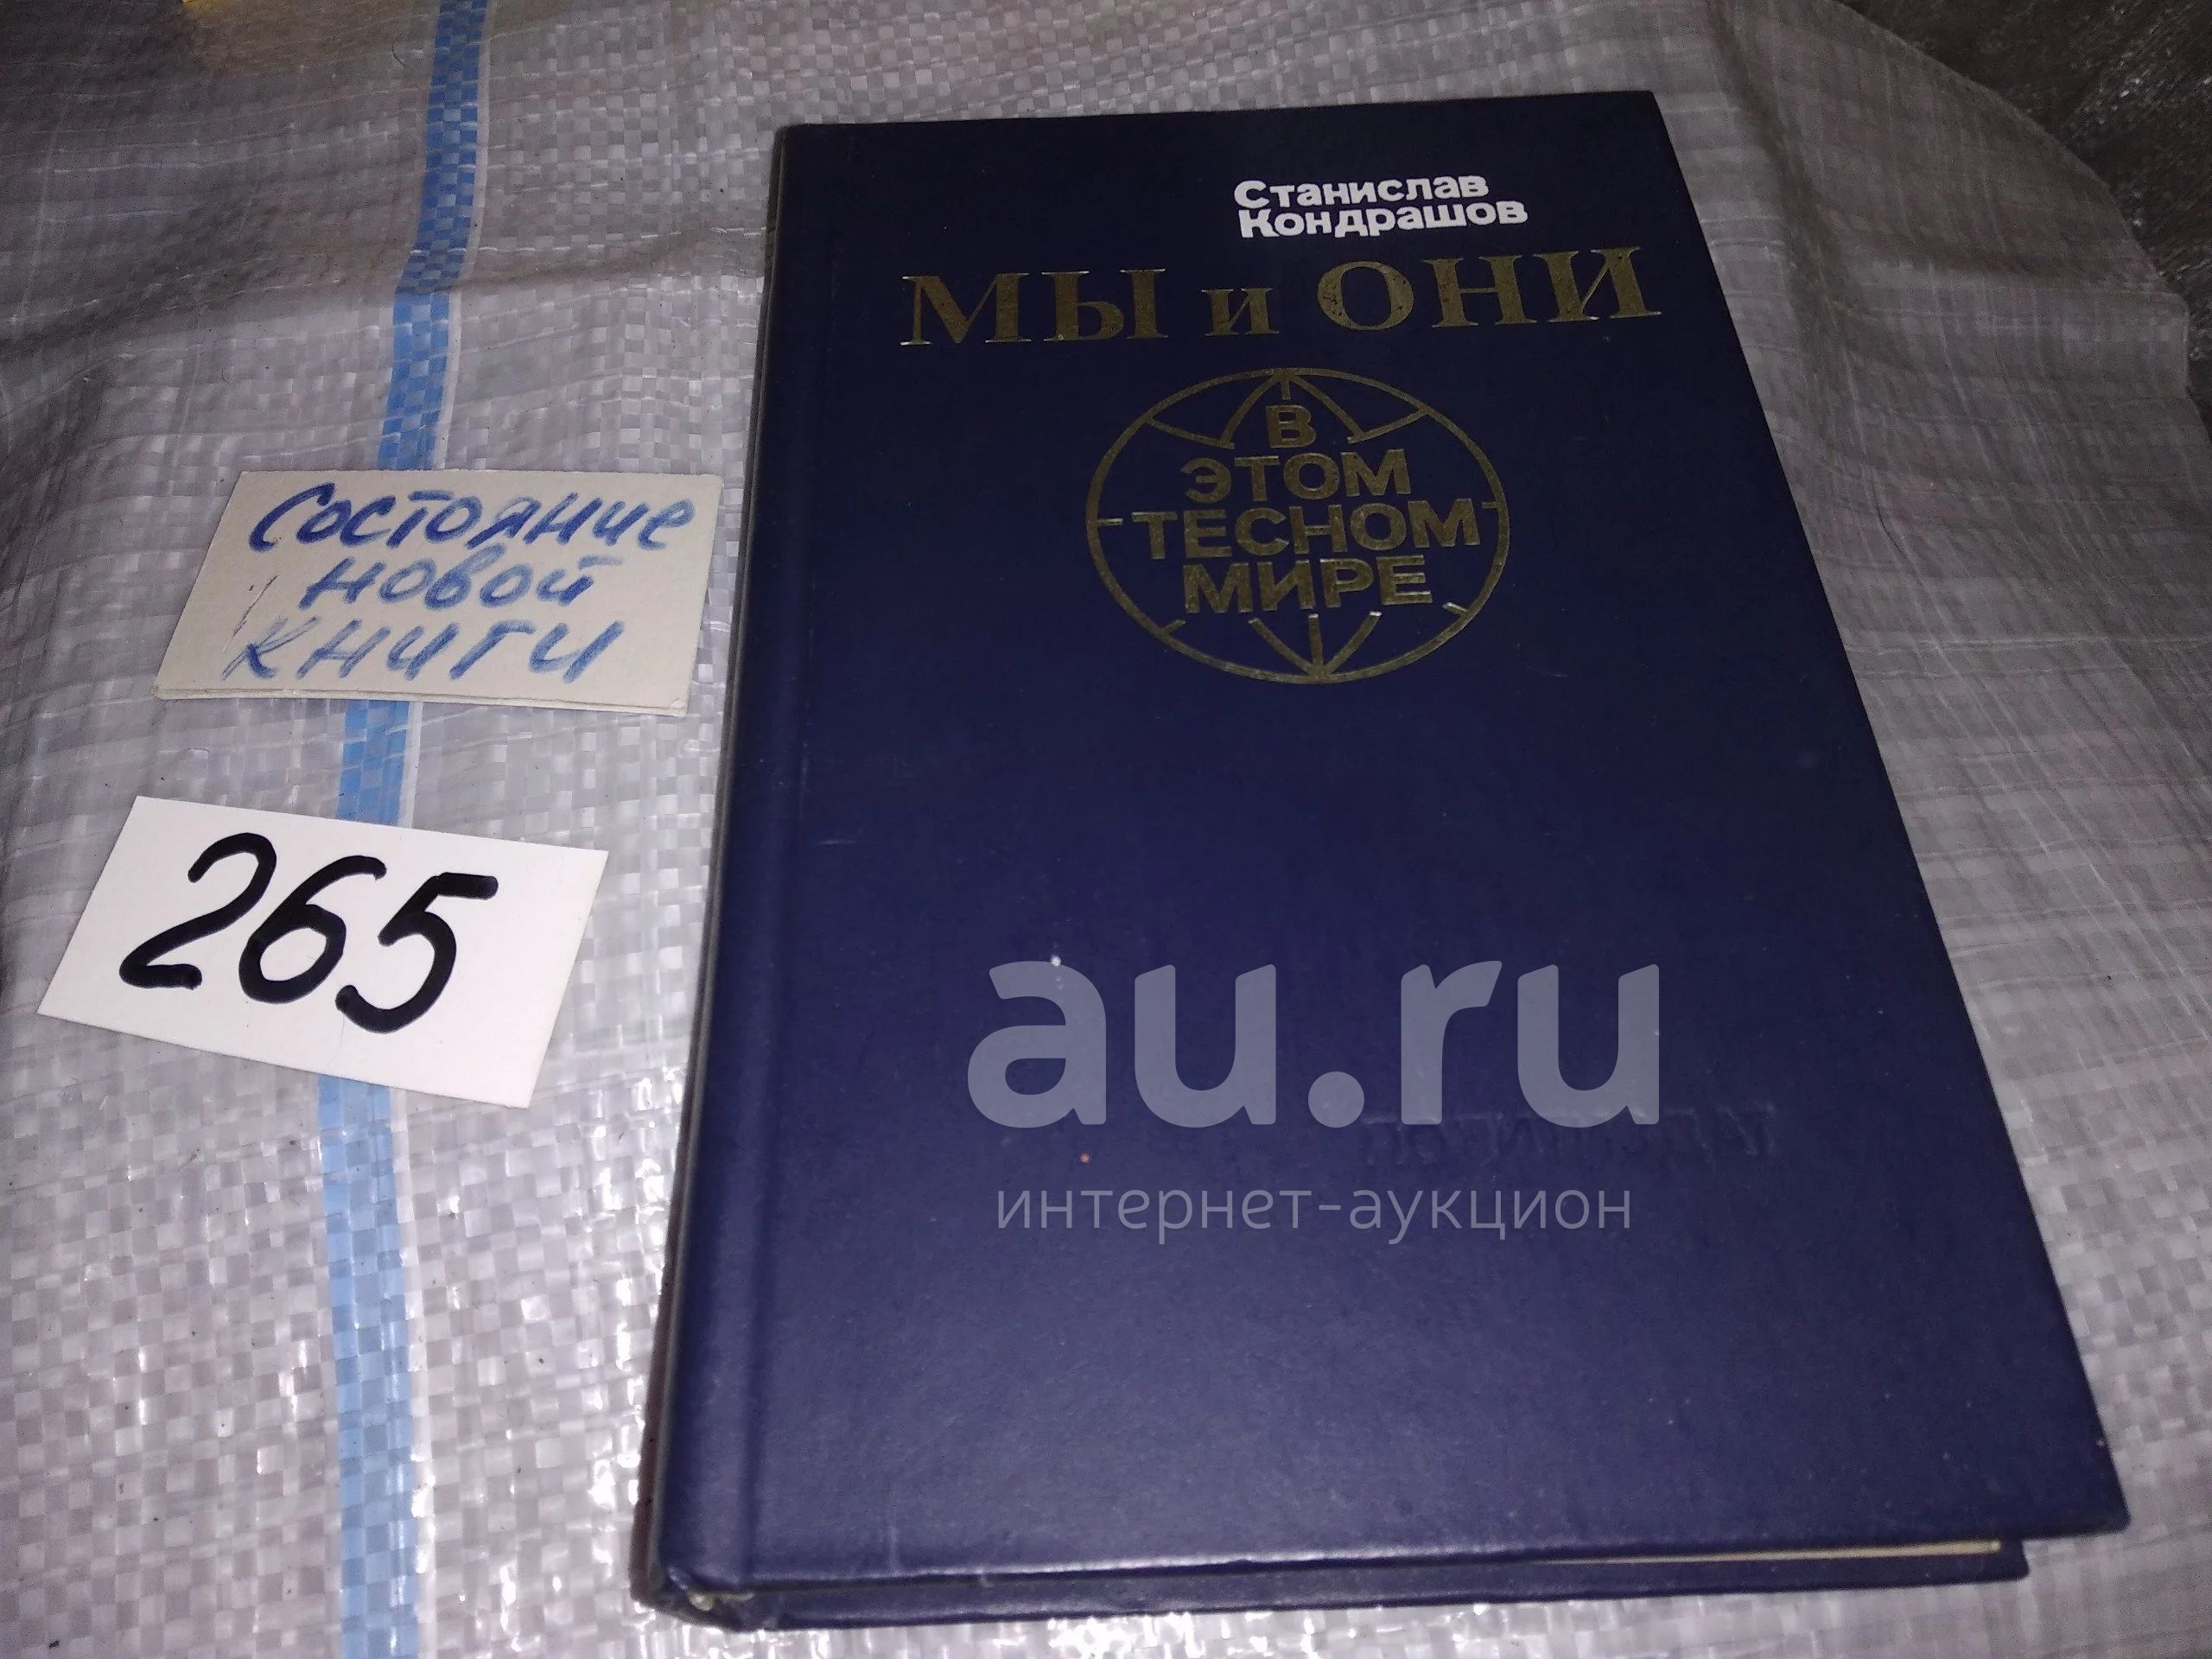 Станислав
Кондрашов
МЫ и ОНИ
В
ЭТОМ
ТЕСНОМ
МИРЕ
Состояние
новой
книги
265
au.ru
интернет-аукцион